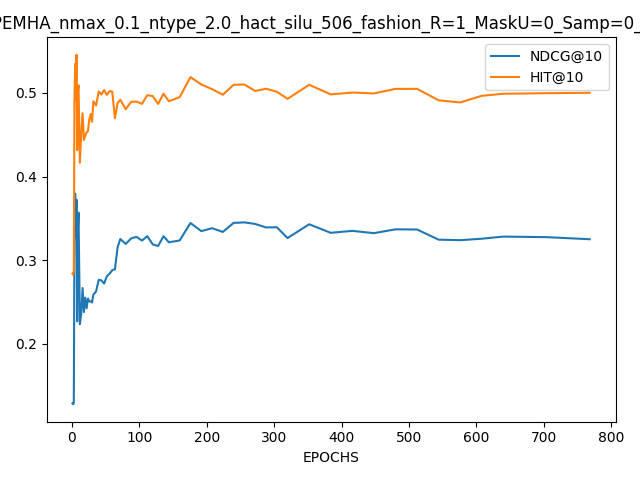 PEMHA_nmax_0.1_ntype_2.0_hact_silu_506_fashion_R=1_MaskU=0_Samp=0_
NDCG@10
HIT@10
0.5
0.4
0.3
0.2
0 100 200 300 400 500 600 700 800
EPOCHS